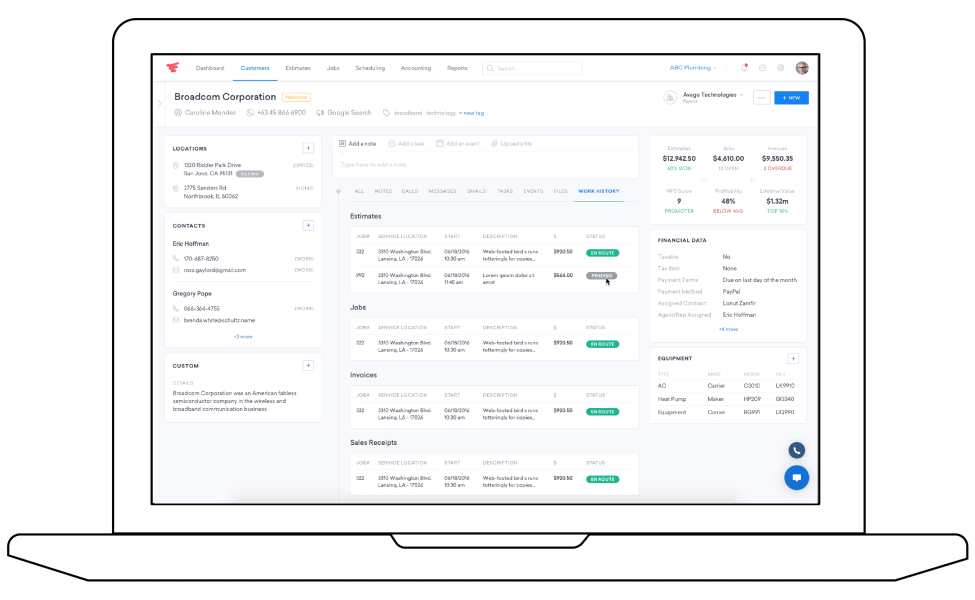 Dashboard Customers Estimates Jobs Scheduling Accounting Reports Search... ABC Plumbing
Broadcom Corporation PREMIUM
Caroline Mendez +63 45 866 6900 Google Search broadband technology + new tag
Avago Technologies
Parent
... + NEW
LOCATIONS +
1320 Ridder Park Drive
San Jose, CA 95131 BILLING
2775 Sanders Rd. (HOME)
Northbrook, IL 60062
CONTACTS +
Eric Hoffman
170-687-8250 (WORK)
ross.gaylord@gmail.com (WORK)
Gregory Pope
066-364-4755 (WORK)
brenda.white@schultz.name
+3 more
CUSTOM +
DETAILS
Broadcom Corporation was an American fabless
semiconductor company in the wireless and
broadband communication business.
Add a note Add a task Add an event Upload a file
Type here to add a note
ALL NOTES CALLS MESSAGES EMAILS TASKS EVENTS FILES WORK HISTORY
Estimates
JOB# SERVICE LOCATION START DESCRIPTION $ STATUS
322 3310 Washington Blvd. 06/18/2016 Web-footed bird s runs $920.50 EN ROUTE
Lansing, LA - 17026 10:30 am totteringly for copies...
992 3310 Washington Blvd. 06/18/2016 Lorem ipsum dolor sit $566.00 PENDING
Lansing, LA - 17026 11:45 am amet
Jobs
JOB# SERVICE LOCATION START DESCRIPTION $ STATUS
322 3310 Washington Blvd. 06/18/2016 Web-footed bird s runs $920.50 EN ROUTE
Lansing, LA - 17026 10:30 am totteringly for copies...
Invoices
JOB# SERVICE LOCATION START DESCRIPTION $ STATUS
322 3310 Washington Blvd. 06/18/2016 Web-footed bird s runs $920.50 EN ROUTE
Lansing, LA - 17026 10:30 am totteringly for copies...
Sales Receipts
JOB# SERVICE LOCATION START DESCRIPTION $ STATUS
322 3310 Washington Blvd. 06/18/2016 Web-footed bird s runs $920.50 EN ROUTE
Lansing, LA - 17026 10:30 am totteringly for copies...
Estimates Jobs Invoices
$12,942.50 $4,610.00 $9,550.35
60% WON 12 OPEN 2 OVERDUE
NPS Score Profitability Lifetime Value
9 48% $1.32m
PROMOTER BELOW AVG TOP 10%
FINANCIAL DATA
Taxable No
Tax Item None
Payment Terms Due on last day of the month
Payment Method PayPal
Assigned Contract Lonut Zamfir
Agent/Rep Assigned Eric Hoffman
+4 more
EQUIPMENT +
TYPE MAKE MODAL SKU
AC Carrier C3010 LK9910
Heat Pump Maker HP209 GI3340
Equipment Carrier RG991 UQ990